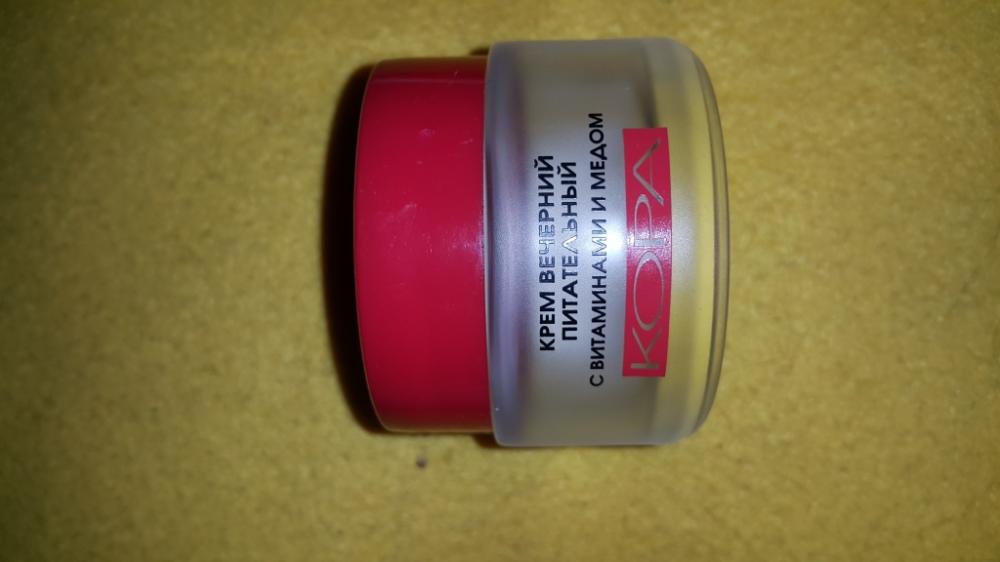 КРЕМ ВЕЧЕРНИЙ
ПИТАТЕЛЬНЫЙ
С ВИТАМИНАМИ И МЕДОМ
КОРА